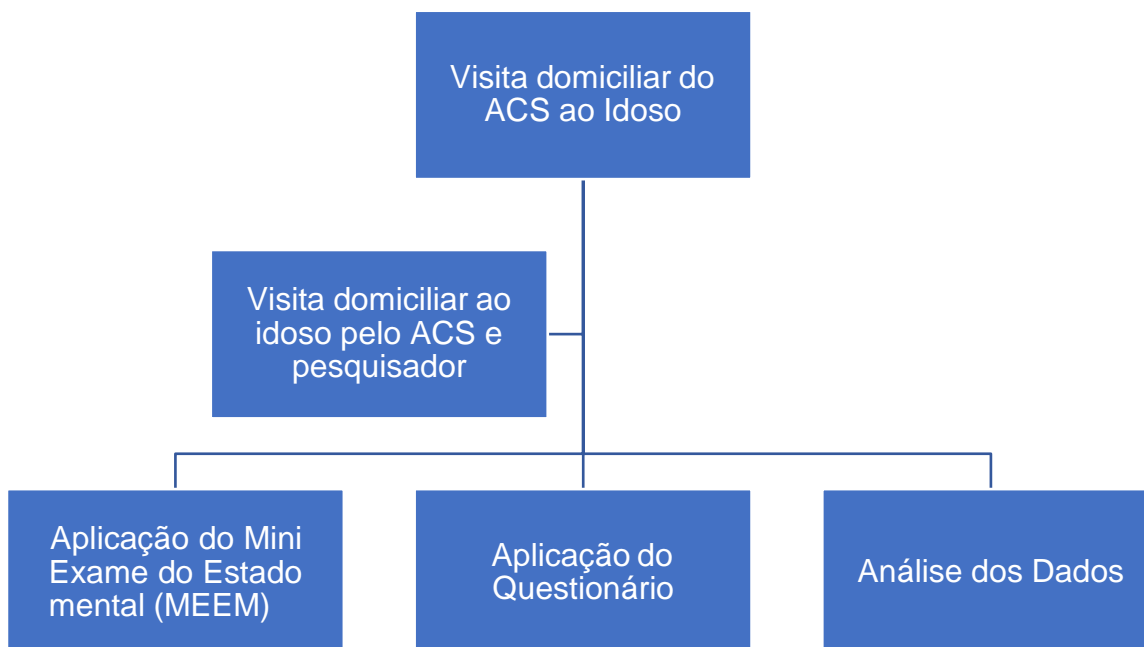 Visita domiciliar do
ACS ao Idoso
Visita domiciliar ao
idoso pelo ACS e
pesquisador
Aplicação do Mini
Exame do Estado
mental (MEEM)
Aplicação do
Questionário
Análise dos Dados